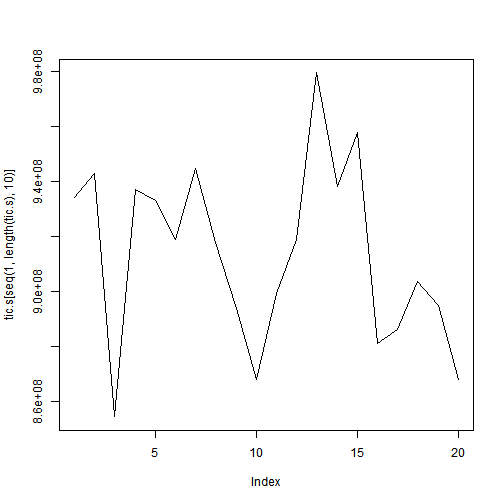 tic.s[seq(1, length(tic.s), 10)]
9.8e+08
9.4e+08
9.0e+08
8.6e+08
5
10
15
20
Index